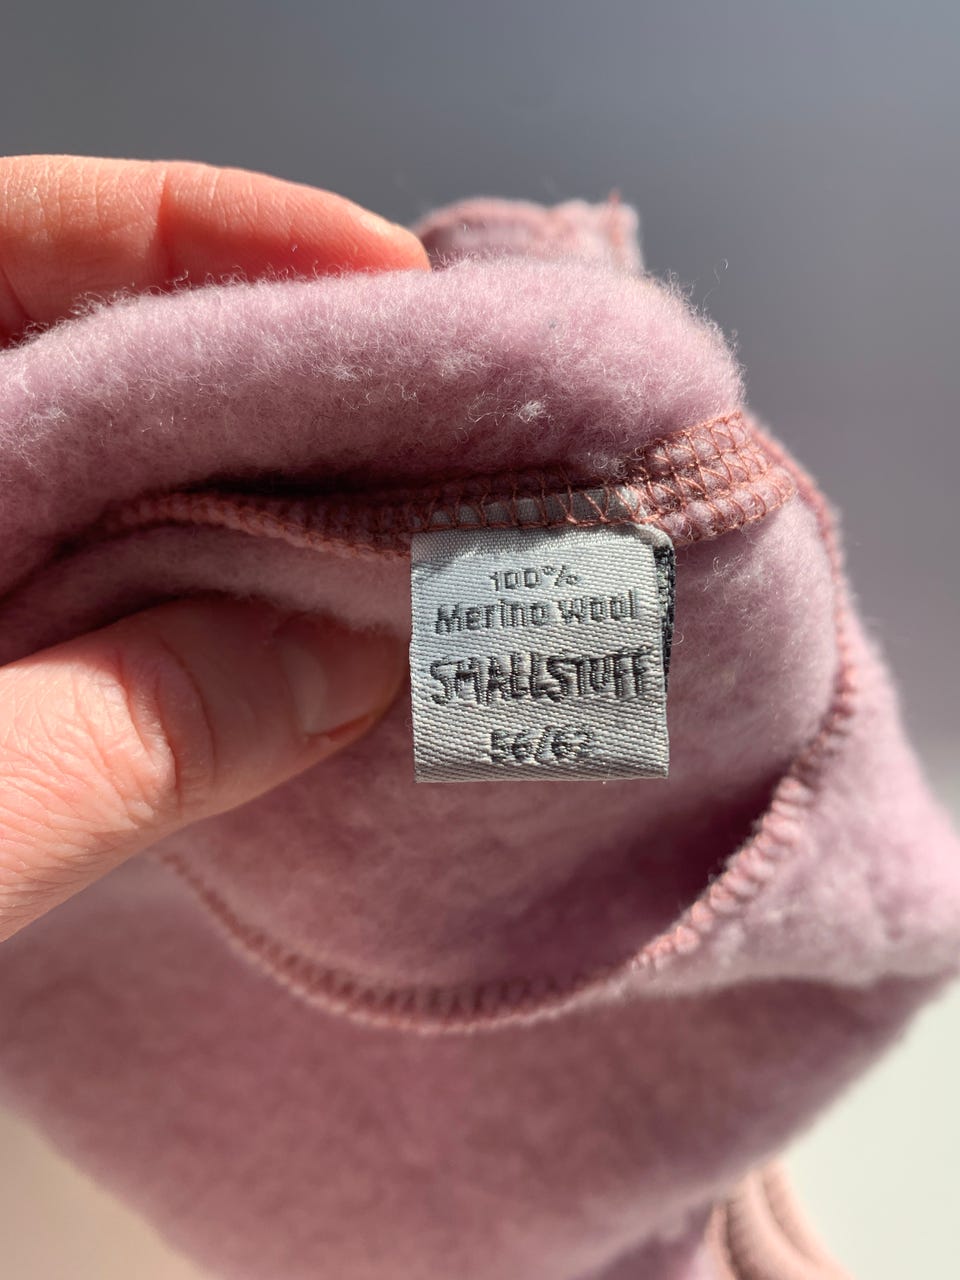 100%
Merino wool
SMALLSTUFF
56/62